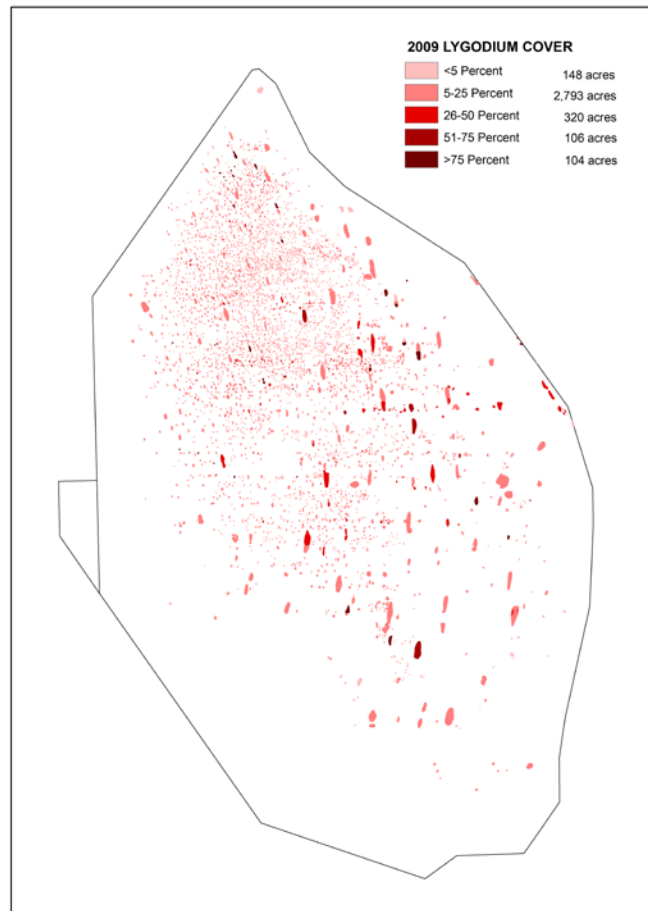 2009 LYGODIUM COVER
<5 Percent 148 acres
5-25 Percent 2,793 acres
26-50 Percent 320 acres
51-75 Percent 106 acres
>75 Percent 104 acres